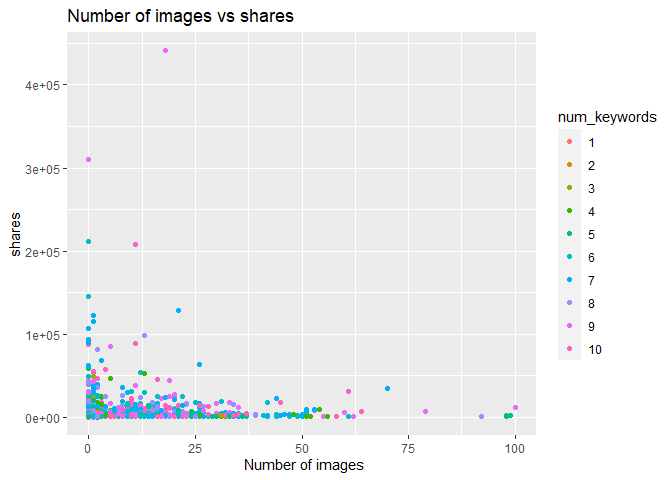 Number of images vs shares
4e+05
3e+05
2e+05
1e+05
0e+00
shares
0
25
50
75
100
Number of images
num_keywords
1
2
3
4
5
6
7
8
9
10